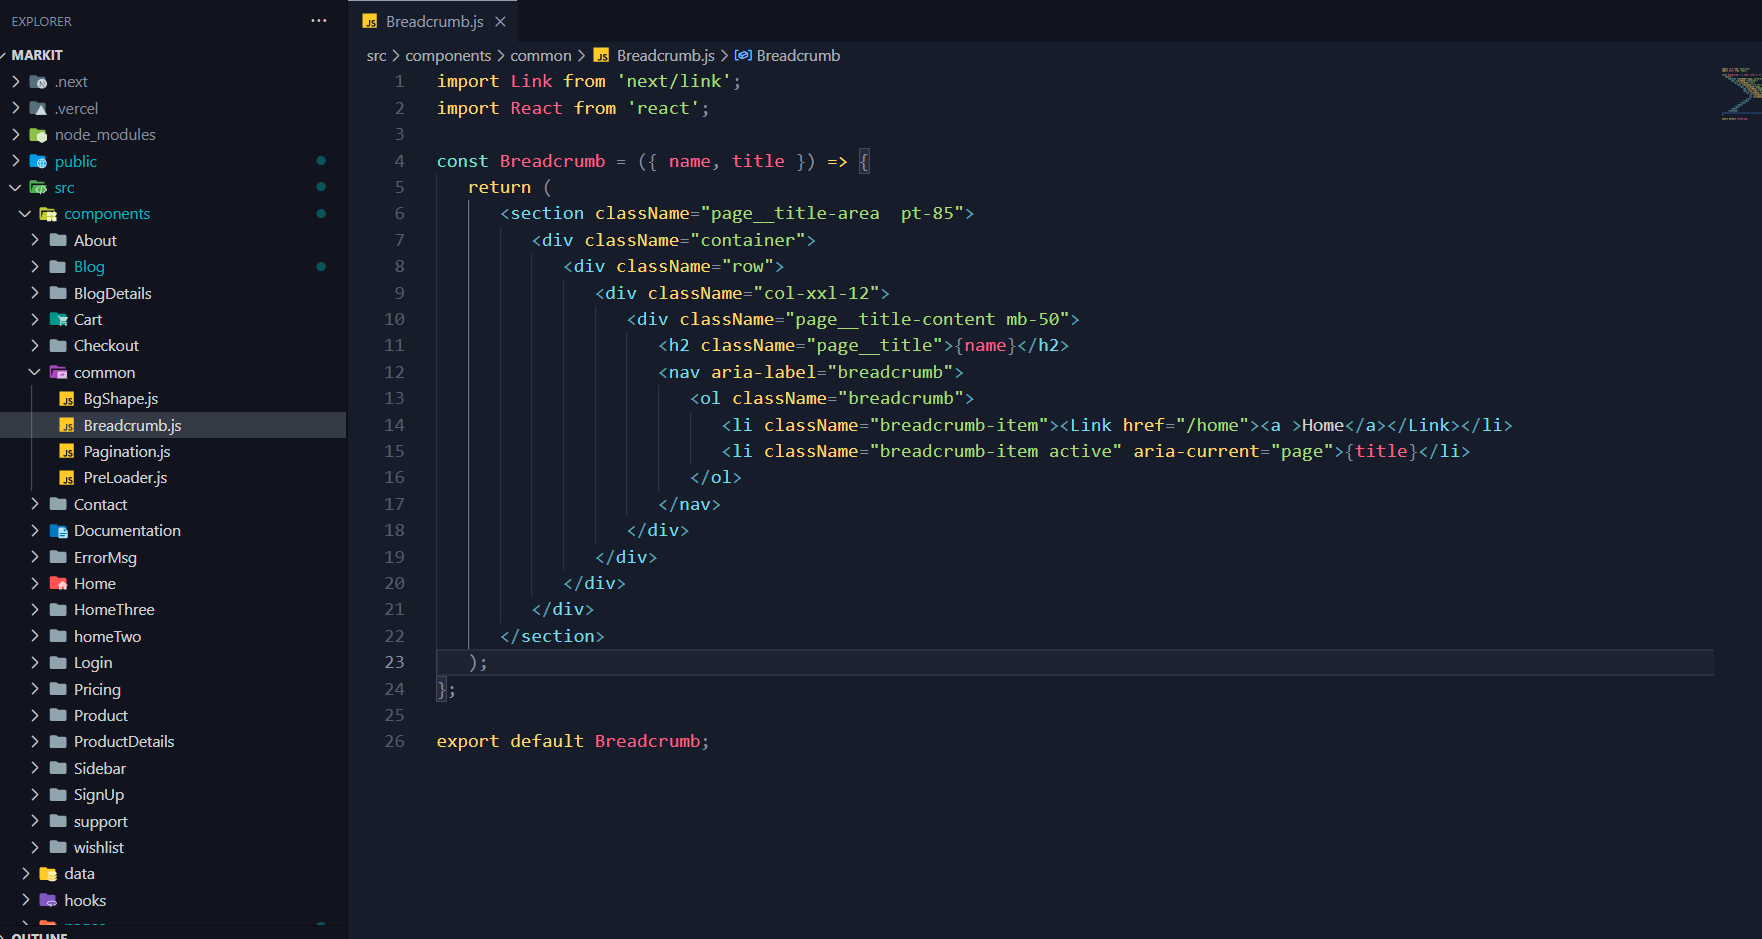 EXPLORER
MARKIT
.next
.vercel
node_modules
public
src
components
About
Blog
BlogDetails
Cart
Checkout
common
BgShape.js
Breadcrumb.js
Pagination.js
PreLoader.js
Contact
Documentation
ErrorMsg
Home
HomeThree
homeTwo
Login
Pricing
Product
ProductDetails
Sidebar
SignUp
support
wishlist
data
hooks
pages
OUTLINE
JS Breadcrumb.js ×
src > components > common > JS Breadcrumb.js > Breadcrumb
1 import Link from 'next/link';
2 import React from 'react';
3
4 const Breadcrumb = ({ name, title }) => {
5 return (
6 <section className="page__title-area  pt-85">
7 <div className="container">
8 <div className="row">
9 <div className="col-xxl-12">
10 <div className="page__title-content mb-50">
11 <h2 className="page__title">{name}</h2>
12 <nav aria-label="breadcrumb">
13 <ol className="breadcrumb">
14 <li className="breadcrumb-item"><Link href="/home"><a >Home</a></Link></li>
15 <li className="breadcrumb-item active" aria-current="page">{title}</li>
16 </ol>
17 </nav>
18 </div>
19 </div>
20 </div>
21 </div>
22 </section>
23 );
24 };
25
26 export default Breadcrumb;